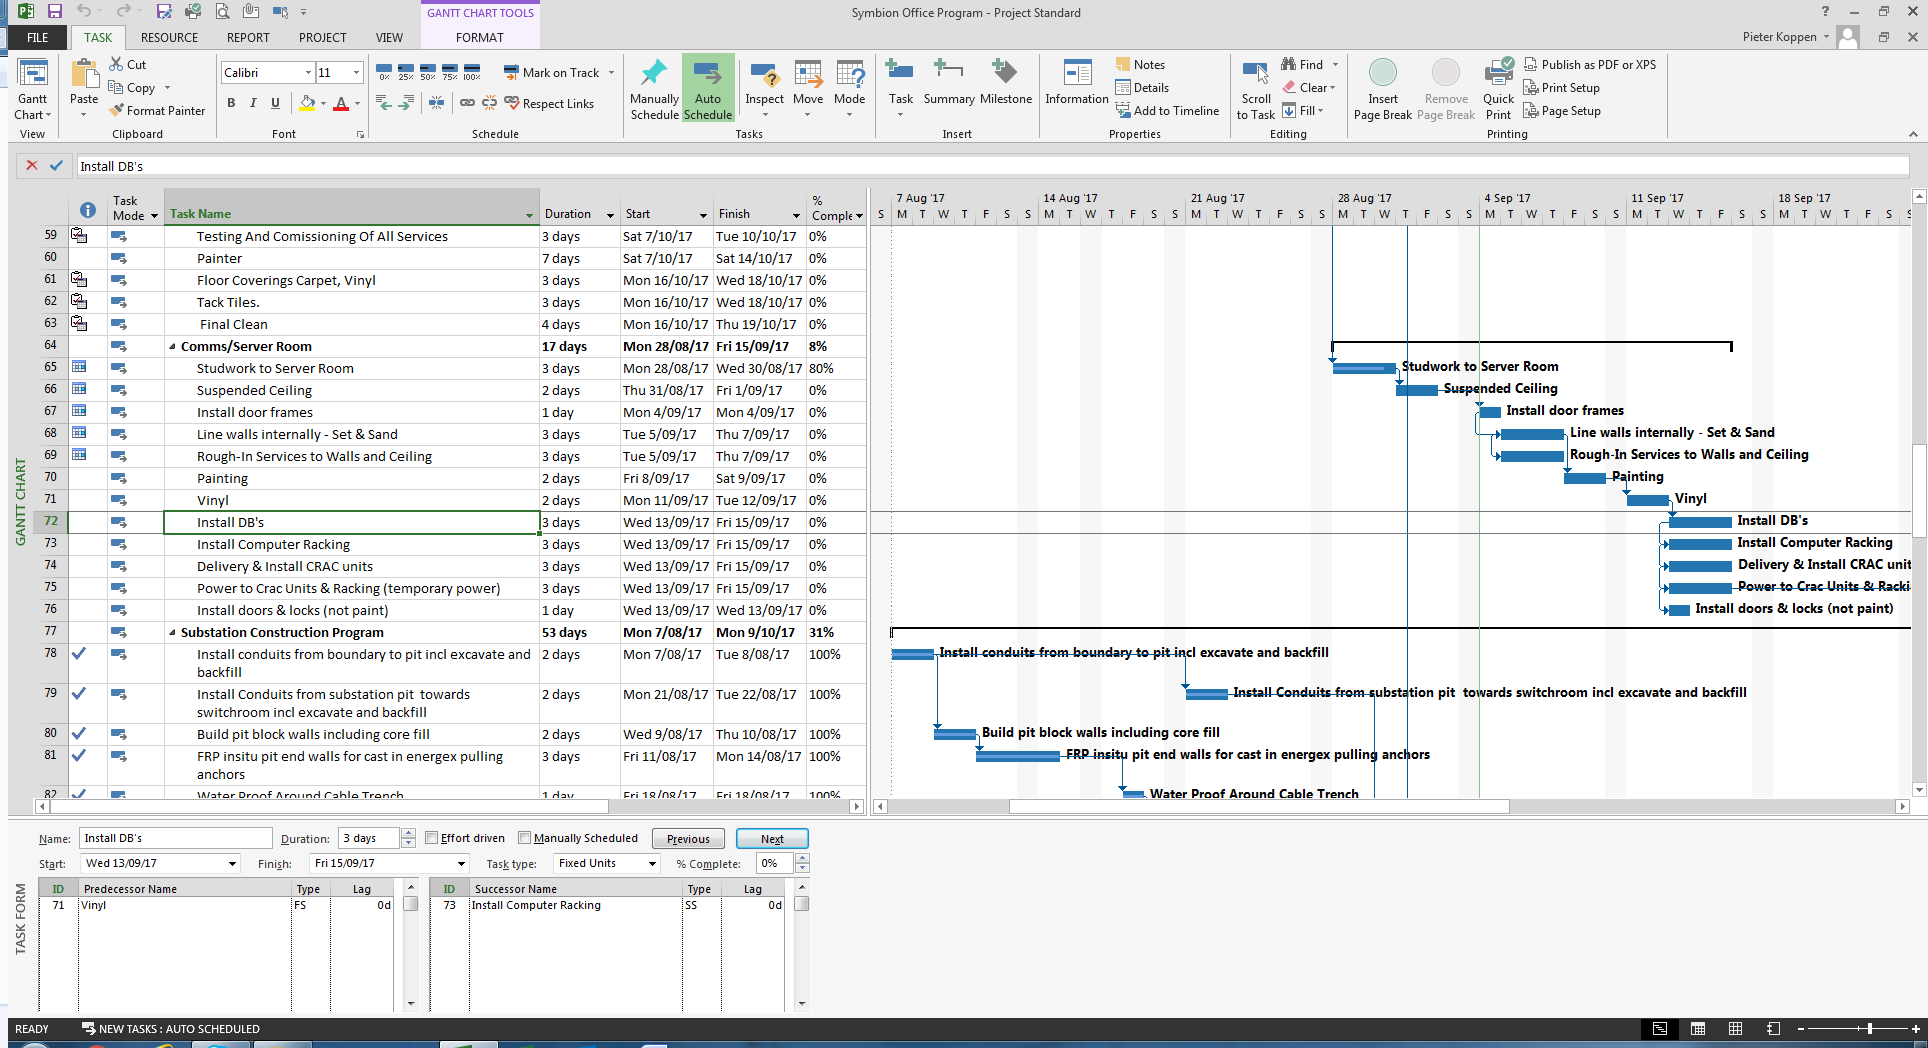 GANTT CHART TOOLS
Symbion Office Program - Project Standard
FILE TASK RESOURCE REPORT PROJECT VIEW FORMAT
Pieter Koppen
Gantt Chart
View
Paste
Cut
Copy
Format Painter
Clipboard
Calibri 11
B I U A
Font
0% 25% 50% 75% 100%
Mark on Track
Respect Links
Schedule
Manually Schedule
Auto Schedule
Inspect
Move
Mode
Tasks
Task
Summary
Milestone
Insert
Information
Notes
Details
Add to Timeline
Properties
Scroll to Task
Find
Clear
Fill
Editing
Insert Page Break
Remove Page Break
Quick Print
Publish as PDF or XPS
Print Setup
Page Setup
Printing
Install DB's
GANTT CHART
Task Mode Task Name Duration Start Finish % Comple
59 Testing And Comissioning Of All Services 3 days Sat 7/10/17 Tue 10/10/17 0%
60 Painter 7 days Sat 7/10/17 Sat 14/10/17 0%
61 Floor Coverings Carpet, Vinyl 3 days Mon 16/10/17 Wed 18/10/17 0%
62 Tack Tiles. 3 days Mon 16/10/17 Wed 18/10/17 0%
63 Final Clean 4 days Mon 16/10/17 Thu 19/10/17 0%
64 Comms/Server Room 17 days Mon 28/08/17 Fri 15/09/17 8%
65 Studwork to Server Room 3 days Mon 28/08/17 Wed 30/08/17 80%
66 Suspended Ceiling 2 days Thu 31/08/17 Fri 1/09/17 0%
67 Install door frames 1 day Mon 4/09/17 Mon 4/09/17 0%
68 Line walls internally - Set & Sand 3 days Tue 5/09/17 Thu 7/09/17 0%
69 Rough-In Services to Walls and Ceiling 3 days Tue 5/09/17 Thu 7/09/17 0%
70 Painting 2 days Fri 8/09/17 Sat 9/09/17 0%
71 Vinyl 2 days Mon 11/09/17 Tue 12/09/17 0%
72 Install DB's 3 days Wed 13/09/17 Fri 15/09/17 0%
73 Install Computer Racking 3 days Wed 13/09/17 Fri 15/09/17 0%
74 Delivery & Install CRAC units 3 days Wed 13/09/17 Fri 15/09/17 0%
75 Power to Crac Units & Racking (temporary power) 3 days Wed 13/09/17 Fri 15/09/17 0%
76 Install doors & locks (not paint) 1 day Wed 13/09/17 Wed 13/09/17 0%
77 Substation Construction Program 53 days Mon 7/08/17 Mon 9/10/17 31%
78 Install conduits from boundary to pit incl excavate and backfill 2 days Mon 7/08/17 Tue 8/08/17 100%
79 Install Conduits from substation pit towards switchroom incl excavate and backfill 2 days Mon 21/08/17 Tue 22/08/17 100%
80 Build pit block walls including core fill 2 days Wed 9/08/17 Thu 10/08/17 100%
81 FRP insitu pit end walls for cast in energex pulling anchors 3 days Fri 11/08/17 Mon 14/08/17 100%
82 Water Proof Around Cable Trench 1 day Fri 18/08/17 Fri 18/08/17 100%
7 Aug '17 14 Aug '17 21 Aug '17 28 Aug '17 4 Sep '17 11 Sep '17 18 Sep '17
S M T W T F S S M T W T F S S M T W T F S S M T W T F S S M T W T F S S M T W T F S S M T W T F S S
Studwork to Server Room
Suspended Ceiling
Install door frames
Line walls internally - Set & Sand
Rough-In Services to Walls and Ceiling
Painting
Vinyl
Install DB's
Install Computer Racking
Delivery & Install CRAC unit
Power to Crac Units & Racki
Install doors & locks (not paint)
Install conduits from boundary to pit incl excavate and backfill
Install Conduits from substation pit towards switchroom incl excavate and backfill
Build pit block walls including core fill
FRP insitu pit end walls for cast in energex pulling anchors
Water Proof Around Cable Trench
TASK FORM
Name: Install DB's Duration: 3 days Effort driven Manually Scheduled Previous Next
Start: Wed 13/09/17 Finish: Fri 15/09/17 Task type: Fixed Units % Complete: 0%
ID Predecessor Name Type Lag ID Successor Name Type Lag
71 Vinyl FS 0d 73 Install Computer Racking SS 0d
READY NEW TASKS : AUTO SCHEDULED